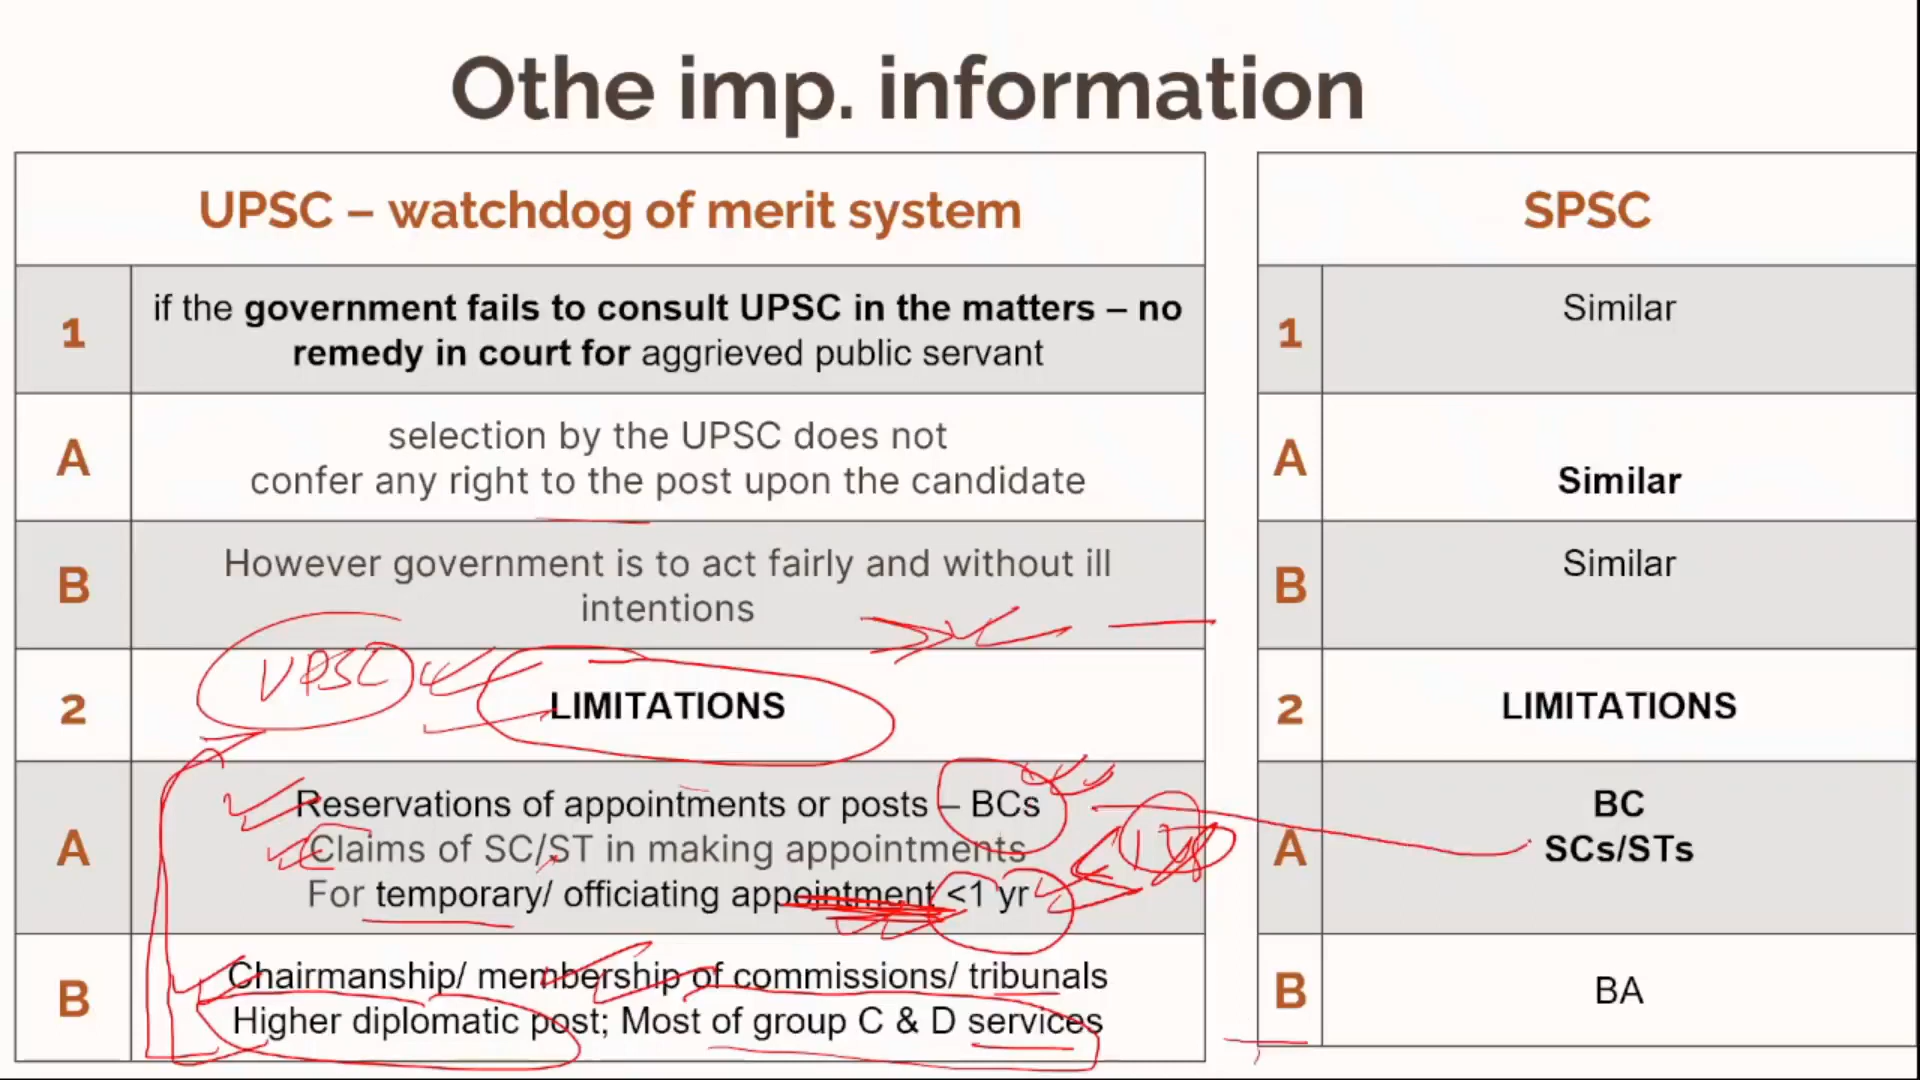 Othe imp. information
UPSC – watchdog of merit system
1
if the government fails to consult UPSC in the matters – no
remedy in court for aggrieved public servant
A
selection by the UPSC does not
confer any right to the post upon the candidate
B
However government is to act fairly and without ill
intentions
2
UPSC
LIMITATIONS
A
Reservations of appointments or posts – BCs
Claims of SC/ST in making appointments
For temporary/ officiating appointment <1 yr
B
Chairmanship/ membership of commissions/ tribunals
Higher diplomatic post; Most of group C & D services
SPSC
1
Similar
A
Similar
B
Similar
2
LIMITATIONS
A
BC
SCs/STs
B
BA